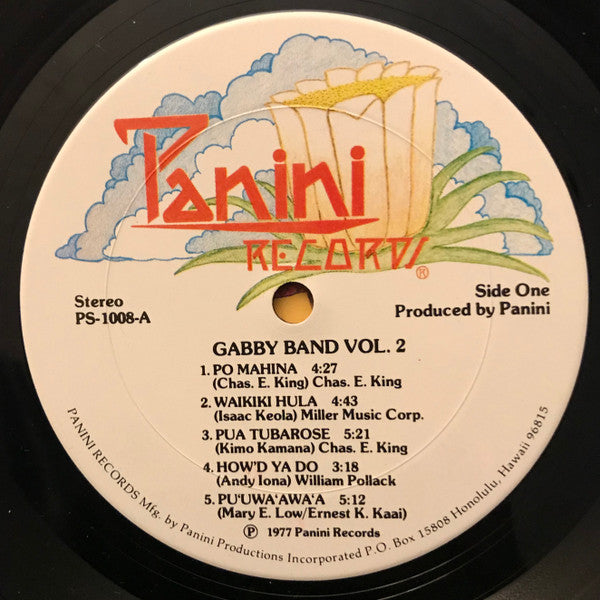 Panini
RECORDS®
Stereo
PS-1008-A
Side One
Produced by Panini
GABBY BAND VOL. 2
1. PO MAHINA 4:27
(Chas. E. King) Chas. E. King
2. WAIKIKI HULA 4:43
(Isaac Keola) Miller Music Corp.
3. PUA TUBAROSE 5:21
(Kimo Kamana) Chas. E. King
4. HOW'D YA DO 3:18
(Andy Iona) William Pollack
5. PU'UWA'AWA'A 5:12
(Mary E. Low/Ernest K. Kaai)
℗ 1977 Panini Records
PANINI RECORDS Mfg. by Panini Productions Incorporated P.O. Box 15808 Honolulu, Hawaii 96815